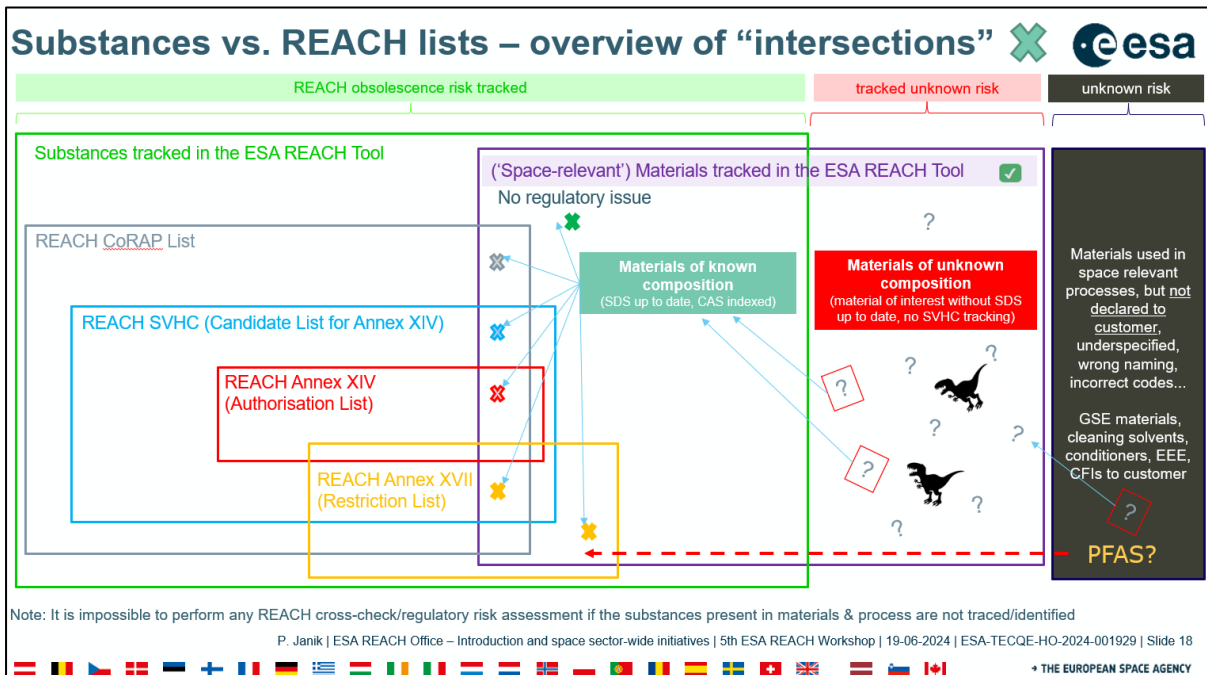 Substances vs. REACH lists – overview of “intersections”
esa
REACH obsolescence risk tracked
tracked unknown risk
unknown risk
Substances tracked in the ESA REACH Tool
(‘Space-relevant’) Materials tracked in the ESA REACH Tool
No regulatory issue
?
REACH CoRAP List
Materials of known
composition
(SDS up to date, CAS indexed)
Materials of unknown
composition
(material of interest without SDS
up to date, no SVHC tracking)
Materials used in
space relevant
processes, but not
declared to
customer,
underspecified,
wrong naming,
incorrect codes...
GSE materials,
cleaning solvents,
conditioners, EEE,
CFIs to customer
REACH SVHC (Candidate List for Annex XIV)
REACH Annex XIV
(Authorisation List)
REACH Annex XVII
(Restriction List)
?
?
?
?
?
?
?
?
?
PFAS?
Note: It is impossible to perform any REACH cross-check/regulatory risk assessment if the substances present in materials & process are not traced/identified
P. Janik | ESA REACH Office – Introduction and space sector-wide initiatives | 5th ESA REACH Workshop | 19-06-2024 | ESA-TECQE-HO-2024-001929 | Slide 18
→ THE EUROPEAN SPACE AGENCY